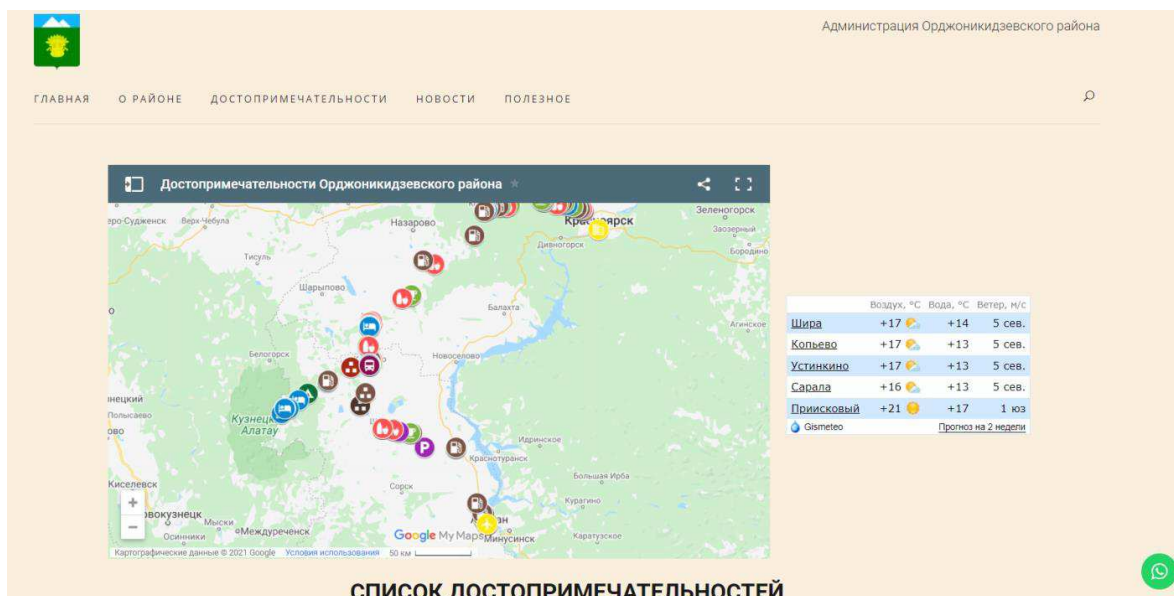 Администрация Орджоникидзевского района
ГЛАВНАЯ О РАЙОНЕ ДОСТОПРИМЕЧАТЕЛЬНОСТИ НОВОСТИ ПОЛЕЗНОЕ
Достопримечательности Орджоникидзевского района
Зеленогорск
Верх-Чебула
Назарово
Заозерный
Дивногорск
Бородино
Тисуль
Шарыпово
Балахта
Агинское
Белогорск
Новоселово
Кузнецкий
Алатау
P
Идринское
Краснотуранск
Большая Ирба
Киселевск
Сорск
Курагино
Мыски
Междуреченск
Осинники
Google My Maps
Минусинск
Каратузское
Картографические данные © 2021 Google Условия использования 50 км
Воздух, °C Вода, °C Ветер, м/с
Шира +17 +14 5 сев.
Копьево +17 +13 5 сев.
Устинкино +17 +13 5 сев.
Сарала +16 +13 5 сев.
Приисковый +21 +17 1 юз
Gismeteo Прогноз на 2 недели
СПИСОК ДОСТОПРИМЕЧАТЕЛЬНОСТЕЙ